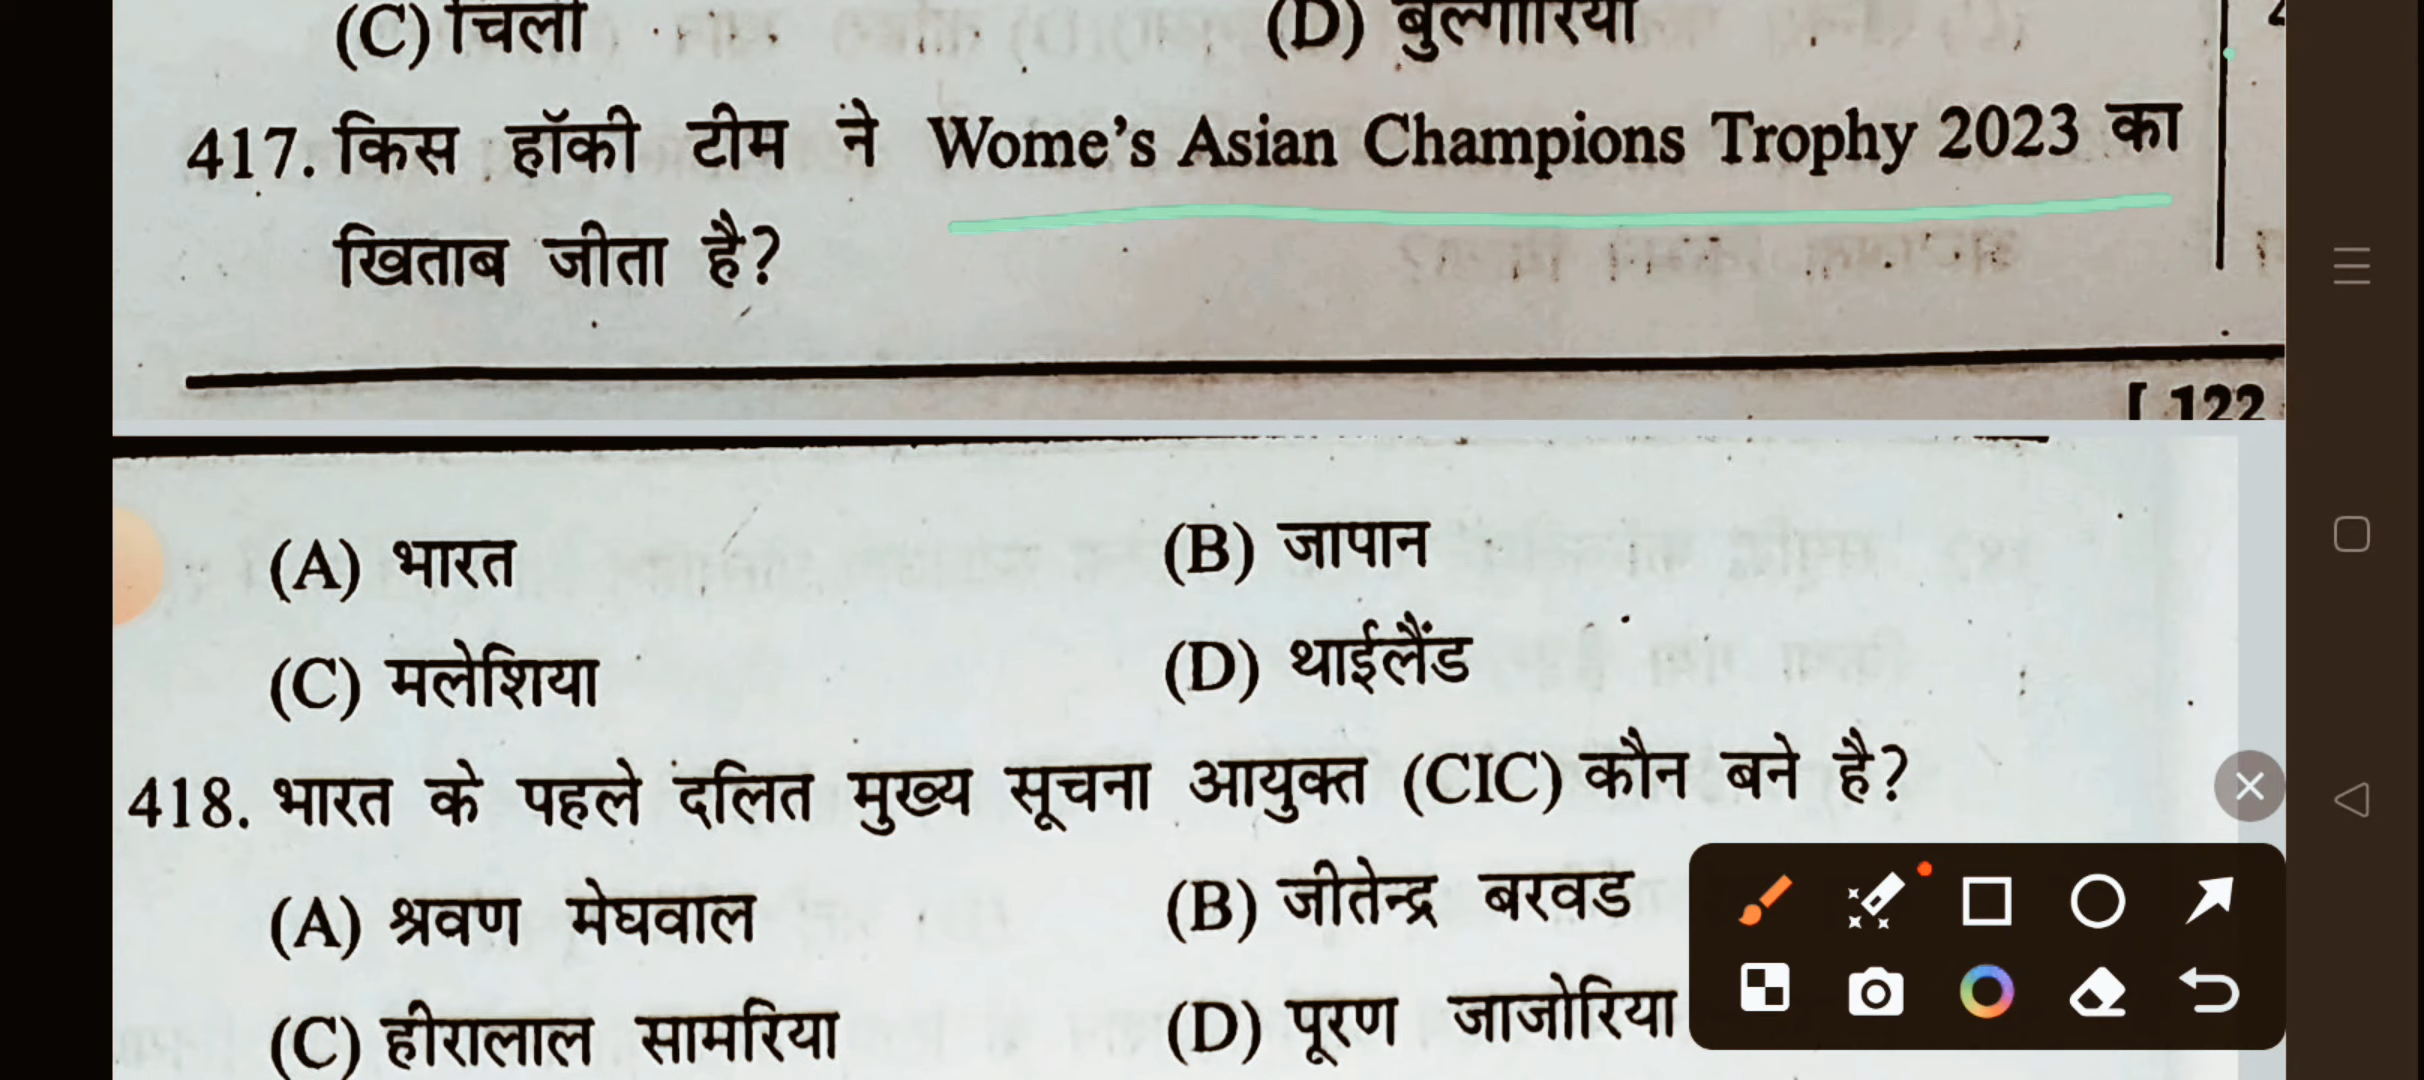 (C) चिली (D) बुल्गारिया
417. किस हॉकी टीम ने Wome's Asian Champions Trophy 2023 का
खिताब जीता है?
[ 122
(A) भारत (B) जापान
(C) मलेशिया (D) थाईलैंड
418. भारत के पहले दलित मुख्य सूचना आयुक्त (CIC) कौन बने है?
(A) श्रवण मेघवाल (B) जीतेन्द्र बरवड
(C) हीरालाल सामरिया (D) पूरण जाजोरिया